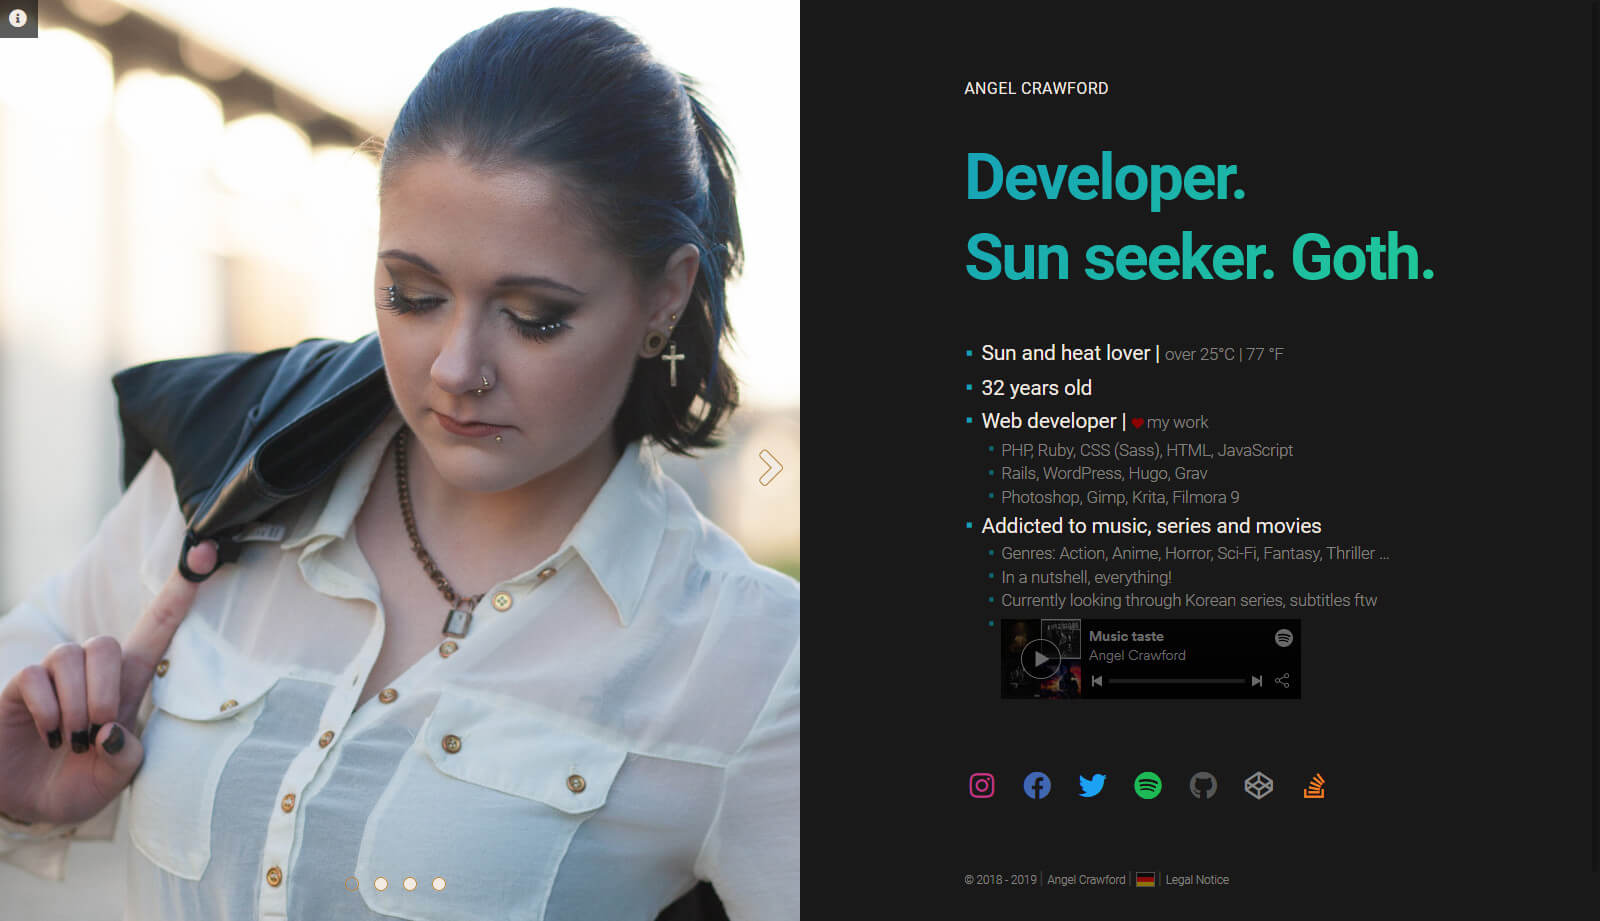 ANGEL CRAWFORD
Developer.
Sun seeker. Goth.
Sun and heat lover | over 25°C | 77 °F
32 years old
Web developer | my work
PHP, Ruby, CSS (Sass), HTML, JavaScript
Rails, WordPress, Hugo, Grav
Photoshop, Gimp, Krita, Filmora 9
Addicted to music, series and movies
Genres: Action, Anime, Horror, Sci-Fi, Fantasy, Thriller ...
In a nutshell, everything!
Currently looking through Korean series, subtitles ftw
Music taste
Angel Crawford
© 2018 - 2019 | Angel Crawford | | Legal Notice